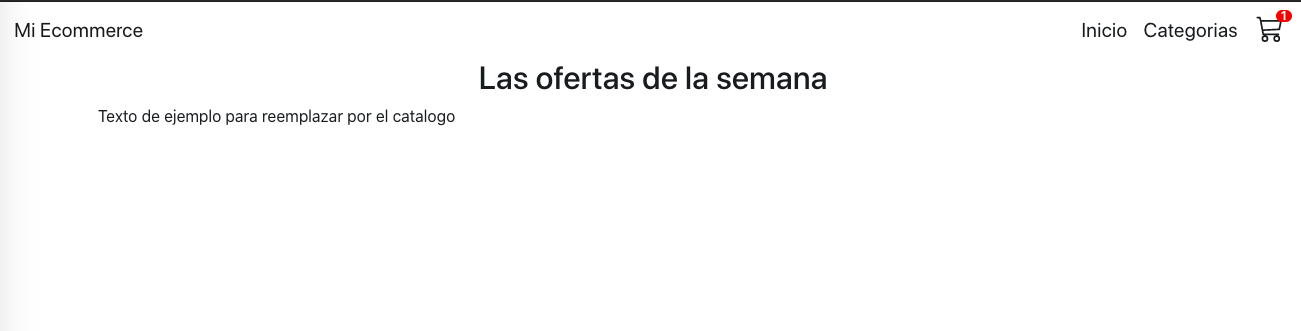 Mi Ecommerce Inicio Categorias 1
Las ofertas de la semana
Texto de ejemplo para reemplazar por el catalogo